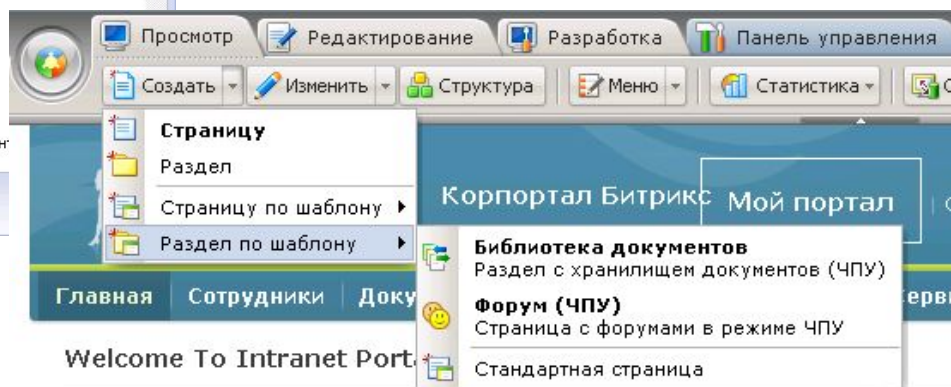 Просмотр Редактирование Разработка Панель управления
Создать Изменить Структура Меню Статистика
Страницу
Раздел
Страницу по шаблону
Раздел по шаблону
Корпортал Битрикс Мой портал
Библиотека документов
Раздел с хранилищем документов (ЧПУ)
Форум (ЧПУ)
Страница с форумами в режиме ЧПУ
Стандартная страница
Главная Сотрудники
Welcome To Intranet